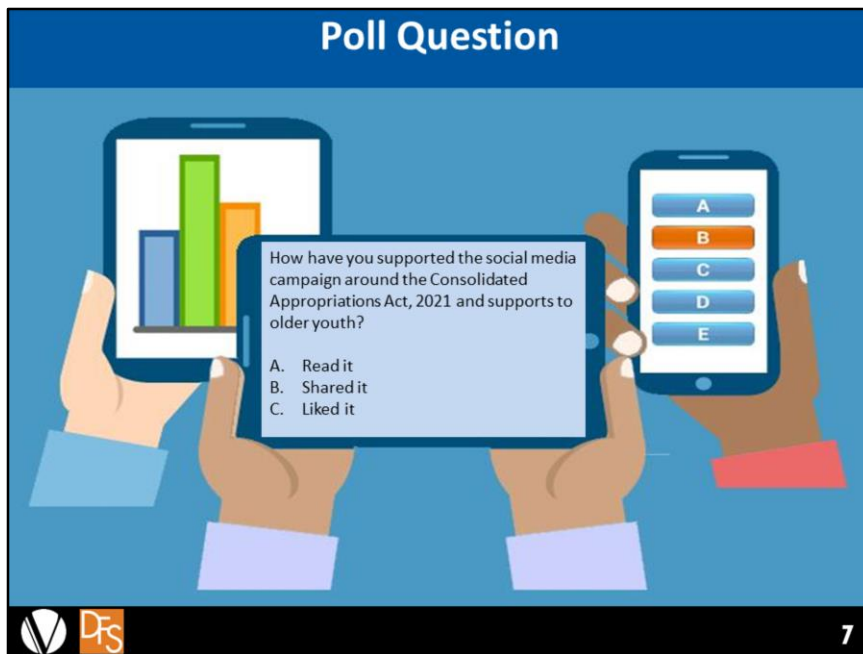 Poll Question
How have you supported the social media
campaign around the Consolidated
Appropriations Act, 2021 and supports to
older youth?
A. Read it
B. Shared it
C. Liked it
A
B
C
D
E
V DFS
7